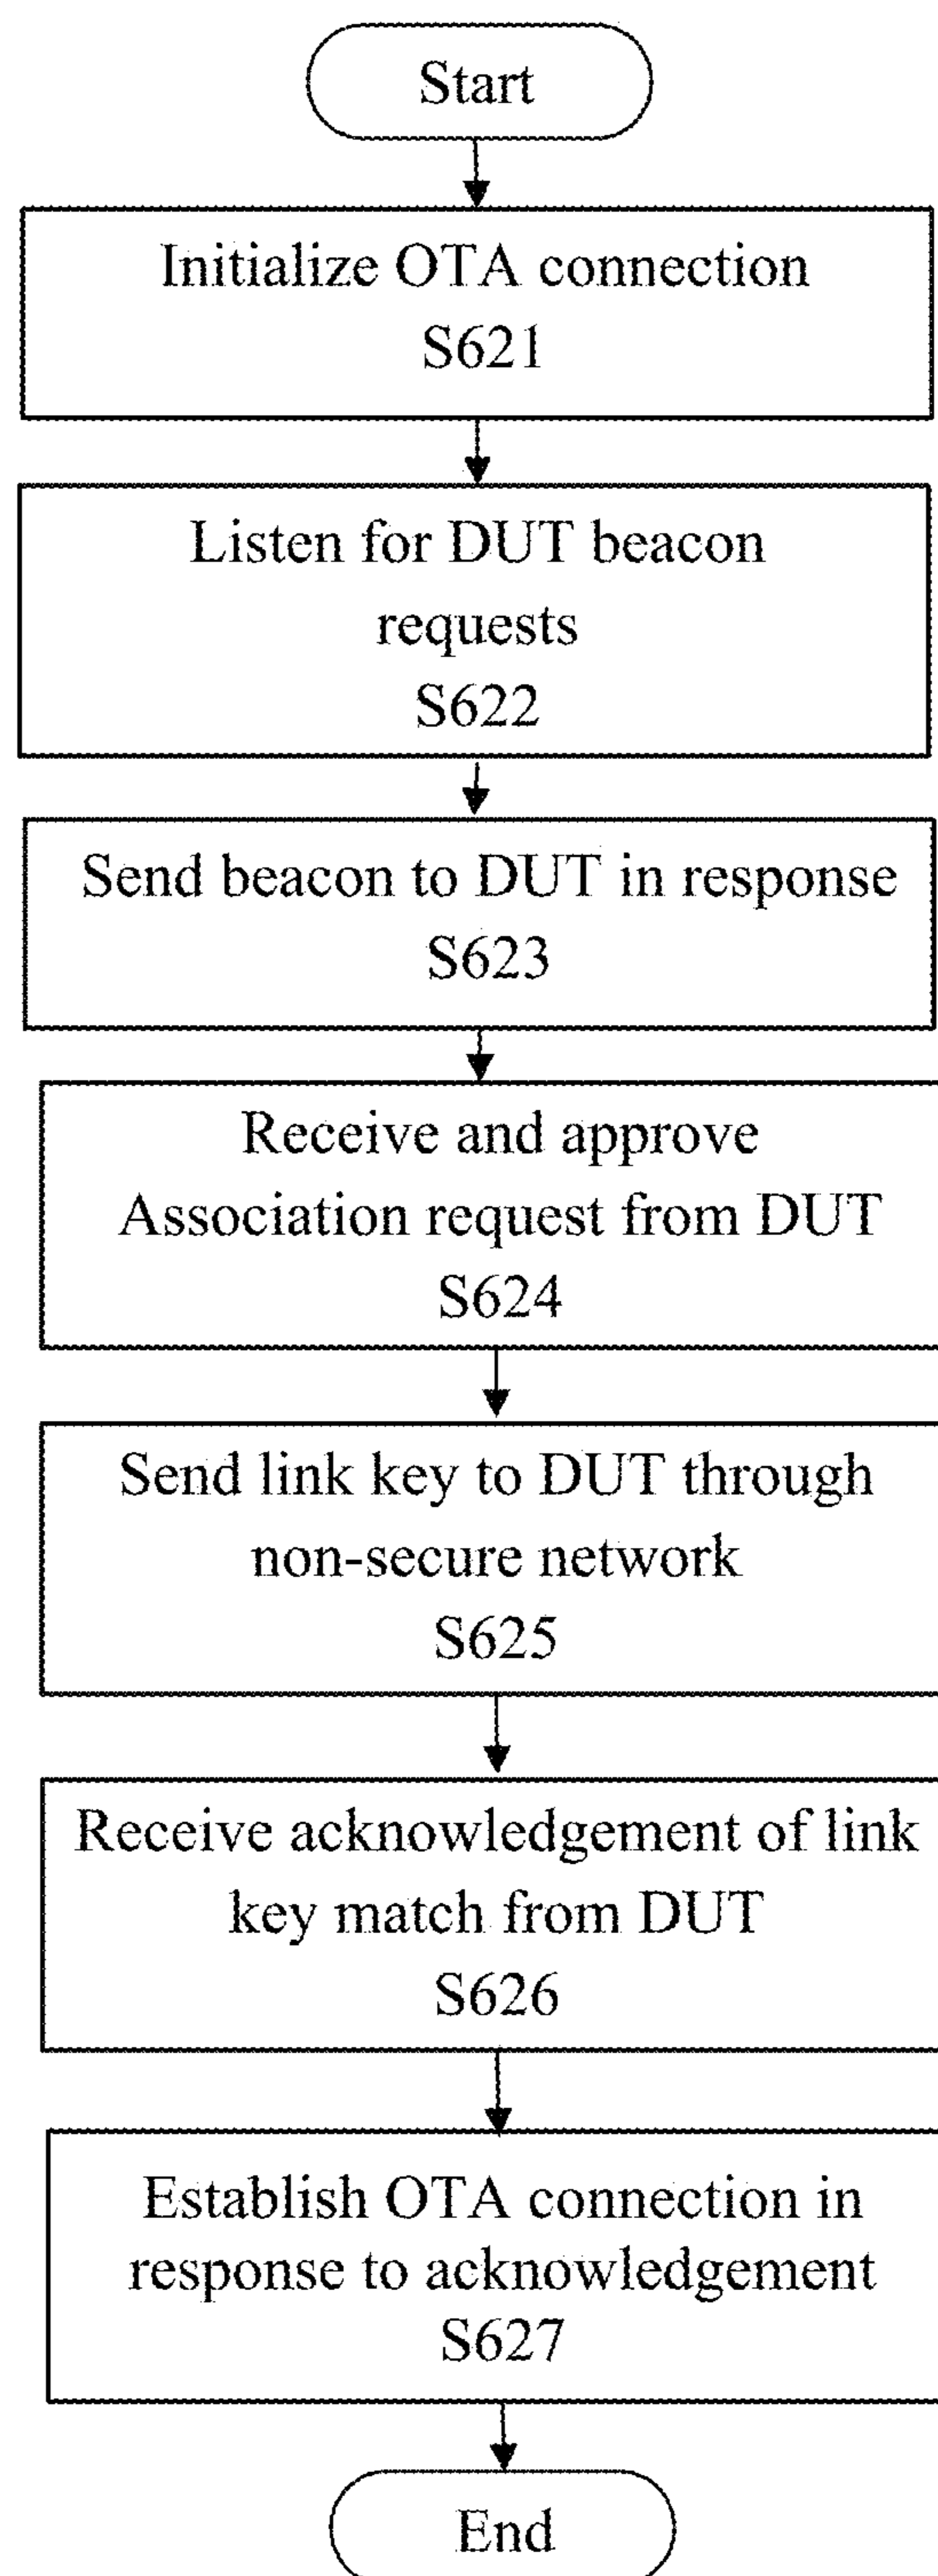 Start
Initialize OTA connection
S621
Listen for DUT beacon
requests
S622
Send beacon to DUT in response
S623
Receive and approve
Association request from DUT
S624
Send link key to DUT through
non-secure network
S625
Receive acknowledgement of link
key match from DUT
S626
Establish OTA connection in
response to acknowledgement
S627
End